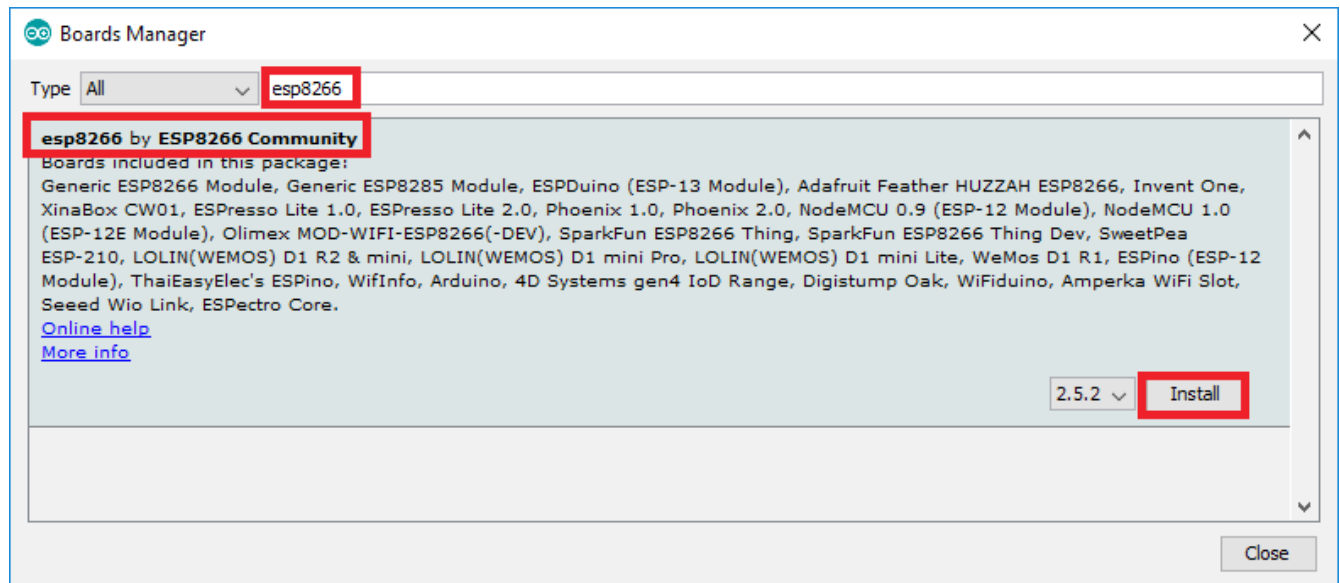 Boards Manager
Type All esp8266
esp8266 by ESP8266 Community
Boards included in this package:
Generic ESP8266 Module, Generic ESP8285 Module, ESPDuino (ESP-13 Module), Adafruit Feather HUZZAH ESP8266, Invent One,
XinaBox CW01, ESPresso Lite 1.0, ESPresso Lite 2.0, Phoenix 1.0, Phoenix 2.0, NodeMCU 0.9 (ESP-12 Module), NodeMCU 1.0
(ESP-12E Module), Olimex MOD-WIFI-ESP8266(-DEV), SparkFun ESP8266 Thing, SparkFun ESP8266 Thing Dev, SweetPea
ESP-210, LOLIN(WEMOS) D1 R2 & mini, LOLIN(WEMOS) D1 mini Pro, LOLIN(WEMOS) D1 mini Lite, WeMos D1 R1, ESPino (ESP-12
Module), ThaiEasyElec's ESPino, WifInfo, Arduino, 4D Systems gen4 IoD Range, Digistump Oak, WiFiduino, Amperka WiFi Slot,
Seeed Wio Link, ESPectro Core.
Online help
More info
2.5.2 Install
Close